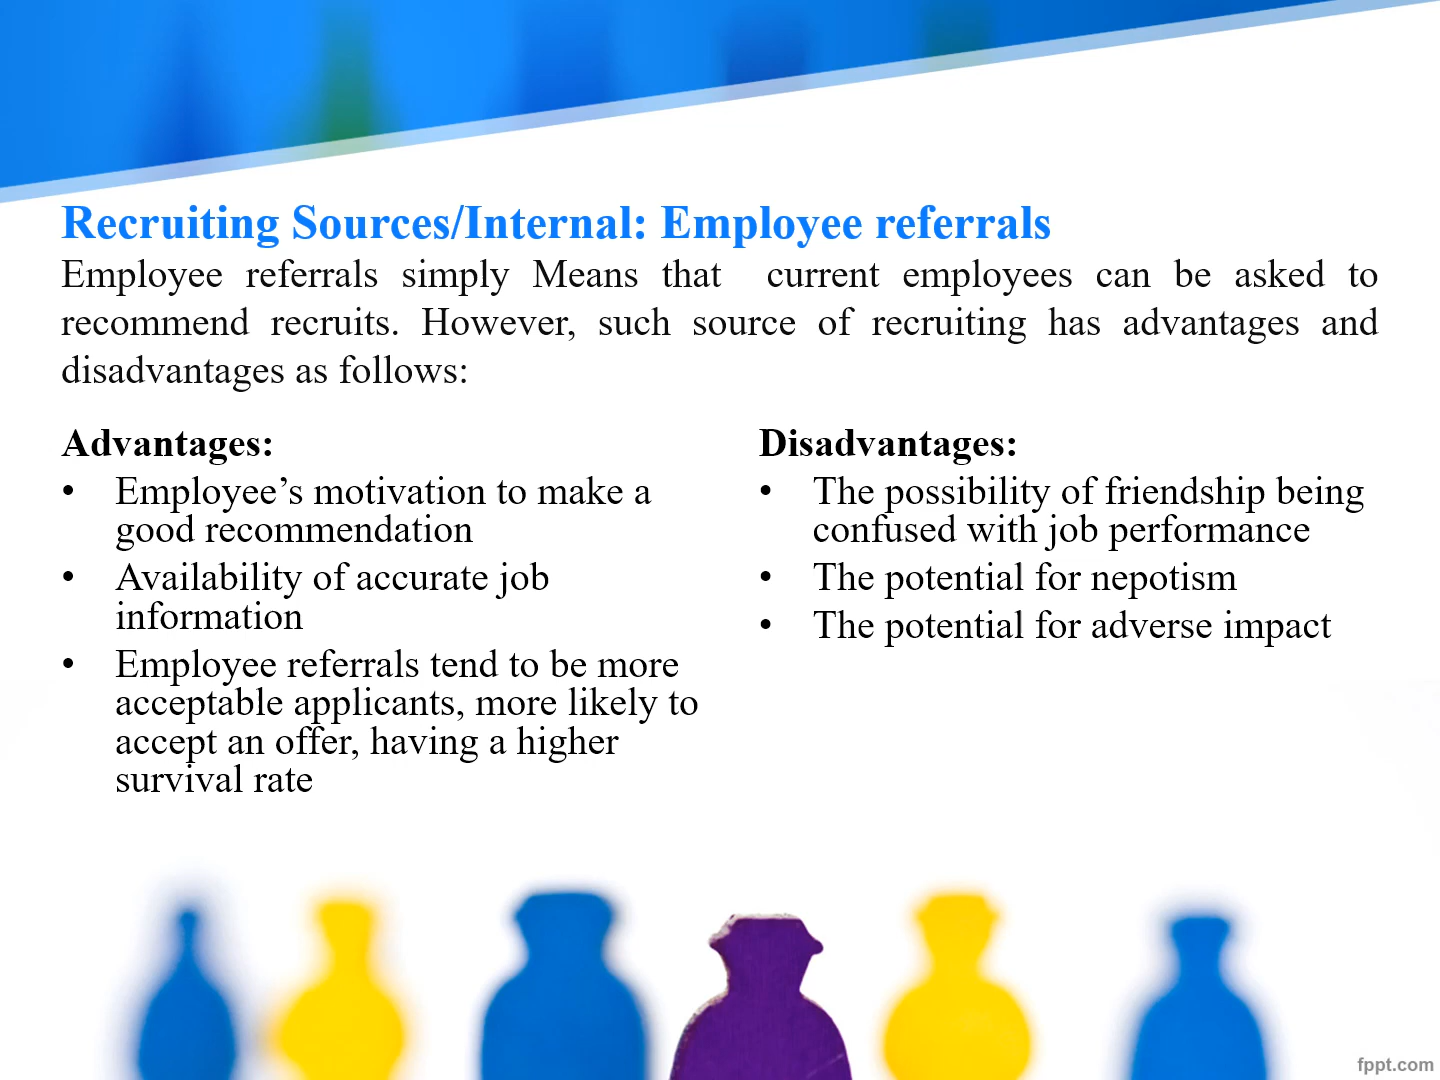 Recruiting Sources/Internal: Employee referrals
Employee referrals simply Means that current employees can be asked to
recommend recruits. However, such source of recruiting has advantages and
disadvantages as follows:
Advantages:
• Employee’s motivation to make a
good recommendation
• Availability of accurate job
information
• Employee referrals tend to be more
acceptable applicants, more likely to
accept an offer, having a higher
survival rate
Disadvantages:
• The possibility of friendship being
confused with job performance
• The potential for nepotism
• The potential for adverse impact
fppt.com